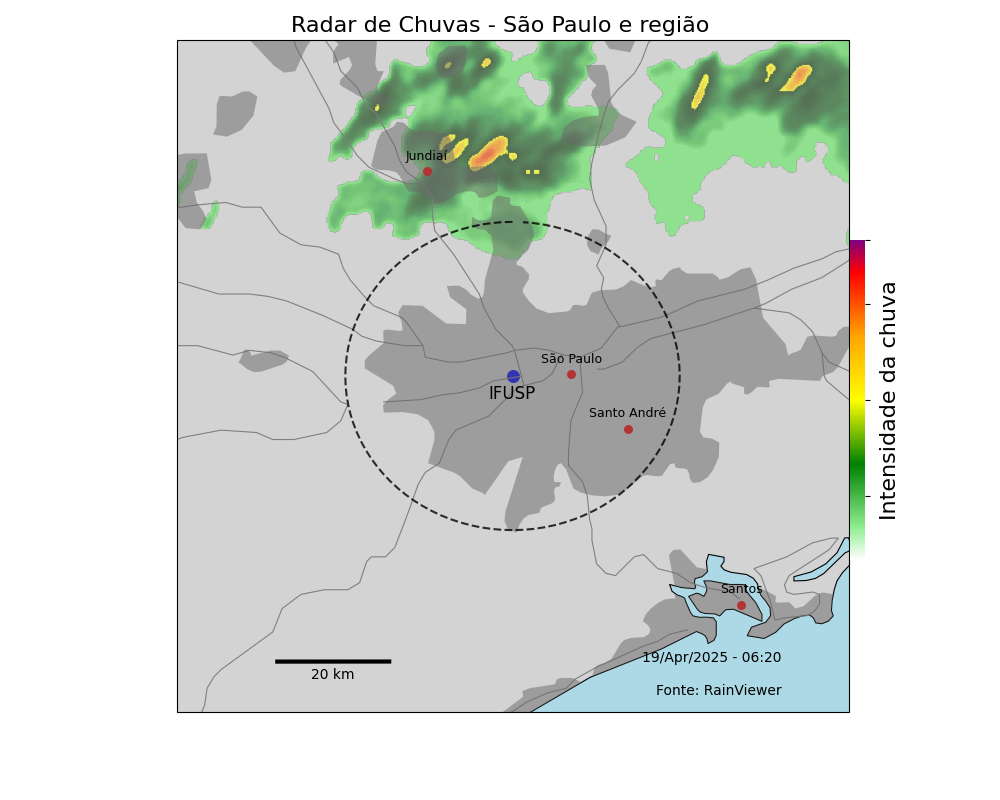 Radar de Chuvas - São Paulo e região
Jundiaí
São Paulo
IFUSP
Santo André
Intensidade da chuva
Santos
19/Apr/2025 - 06:20
20 km
Fonte: RainViewer